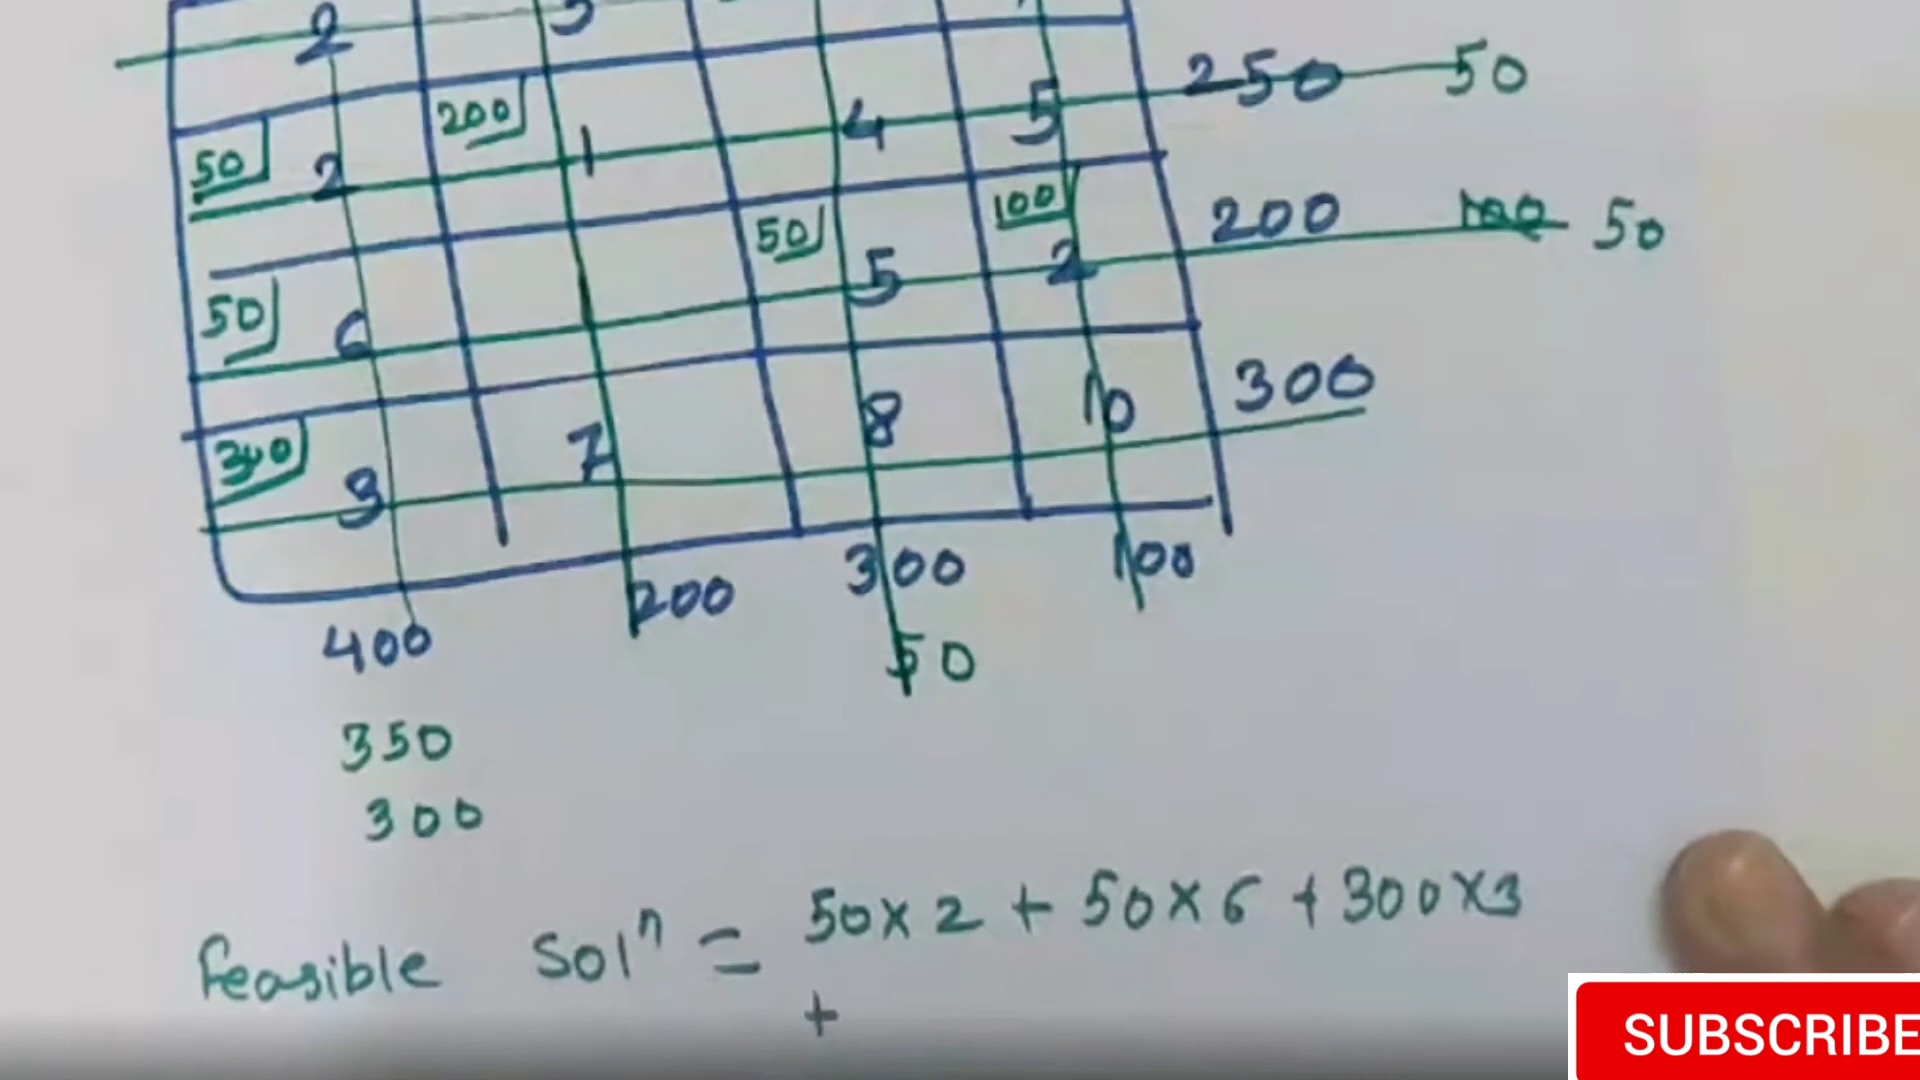 2 3
50 2 200 1 4 5 250 50
50 6 50 5 100 2 200 100 50
300 3 7 8 10 300
400 200 300 100
350 50
300
Feasible Solⁿ = 50×2 + 50×6 + 300×3
+
SUBSCRIBE